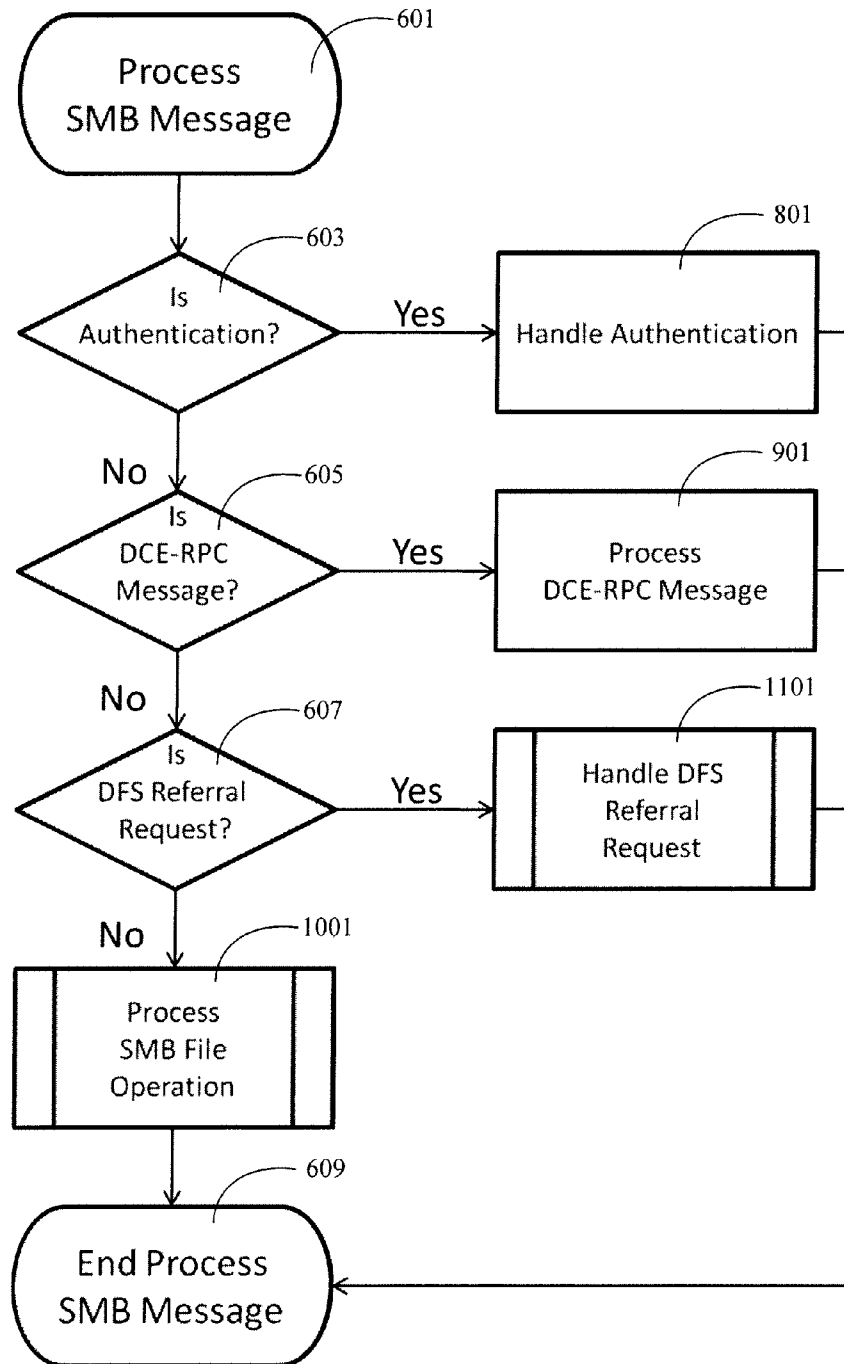 601
Process
SMB Message
603
Is
Authentication?
Yes
801
Handle Authentication
No
605
Is
DCE-RPC
Message?
Yes
901
Process
DCE-RPC Message
No
607
Is
DFS Referral
Request?
Yes
1101
Handle DFS
Referral
Request
No
1001
Process
SMB File
Operation
609
End Process
SMB Message